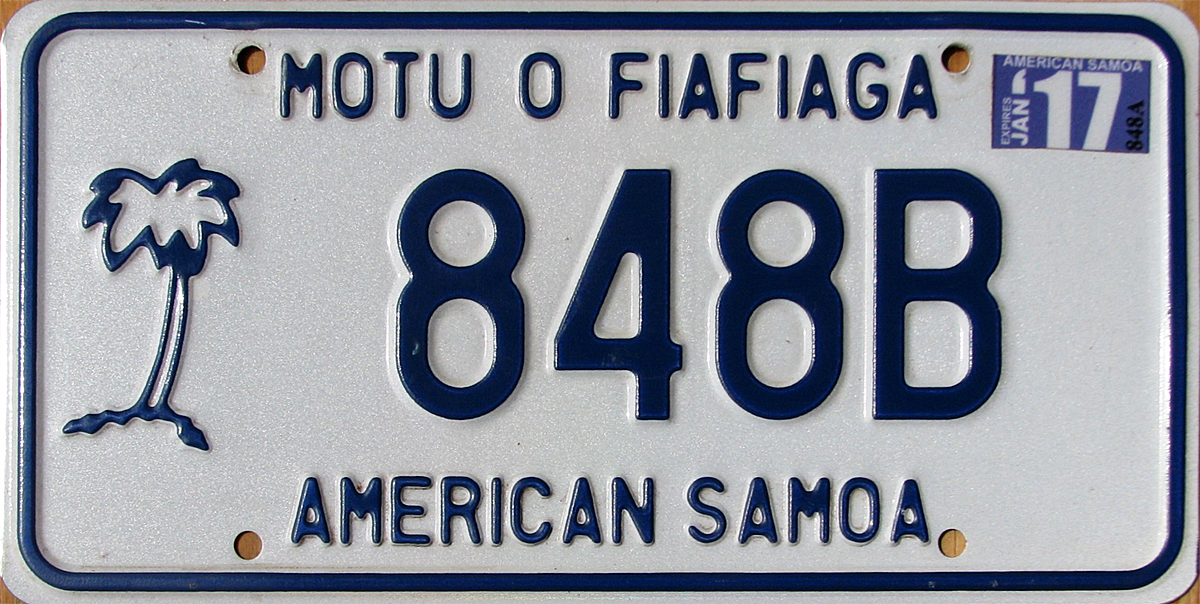 MOTU O FIAFIAGA
AMERICAN SAMOA
EXPIRES
JAN
'17
848A
848B
AMERICAN SAMOA